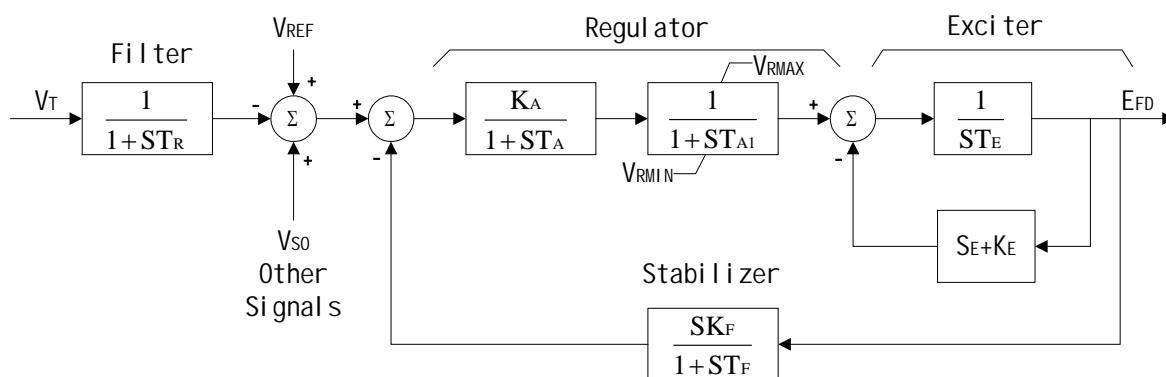 Filter
VREF
Regulator
Exciter
VT
1
1+STR
-
+
Σ
+
VSO
Other
Signals
+
Σ
-
KA
1+STA
1
1+STA1
VRMAX
VRMIN
+
Σ
-
1
STE
EFD
SE+KE
Stabilizer
SKF
1+STF